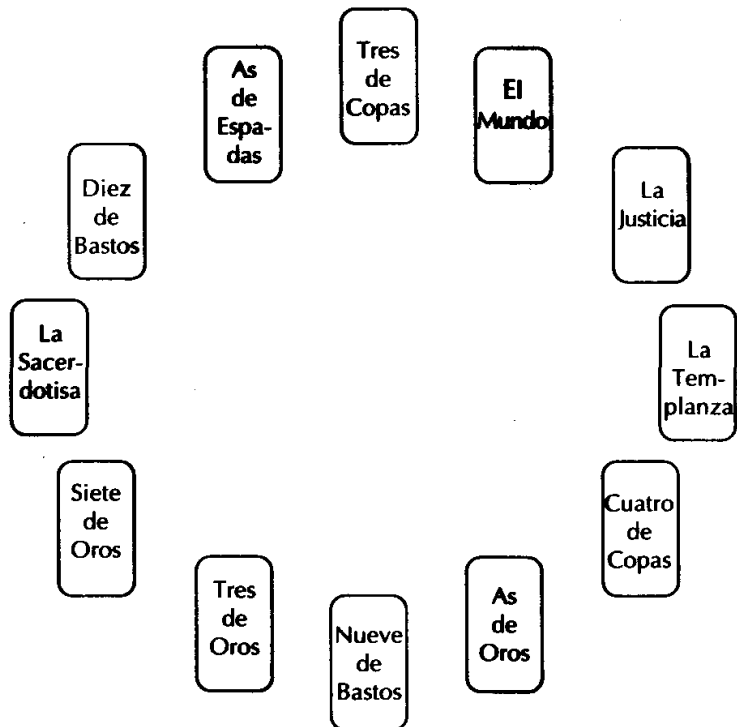 Tres
de
Copas
As
de
Espa-
das
El
Mundo
Diez
de
Bastos
La
Justicia
La
Sacer-
dotisa
La
Tem-
planza
Siete
de
Oros
Cuatro
de
Copas
Tres
de
Oros
As
de
Oros
Nueve
de
Bastos